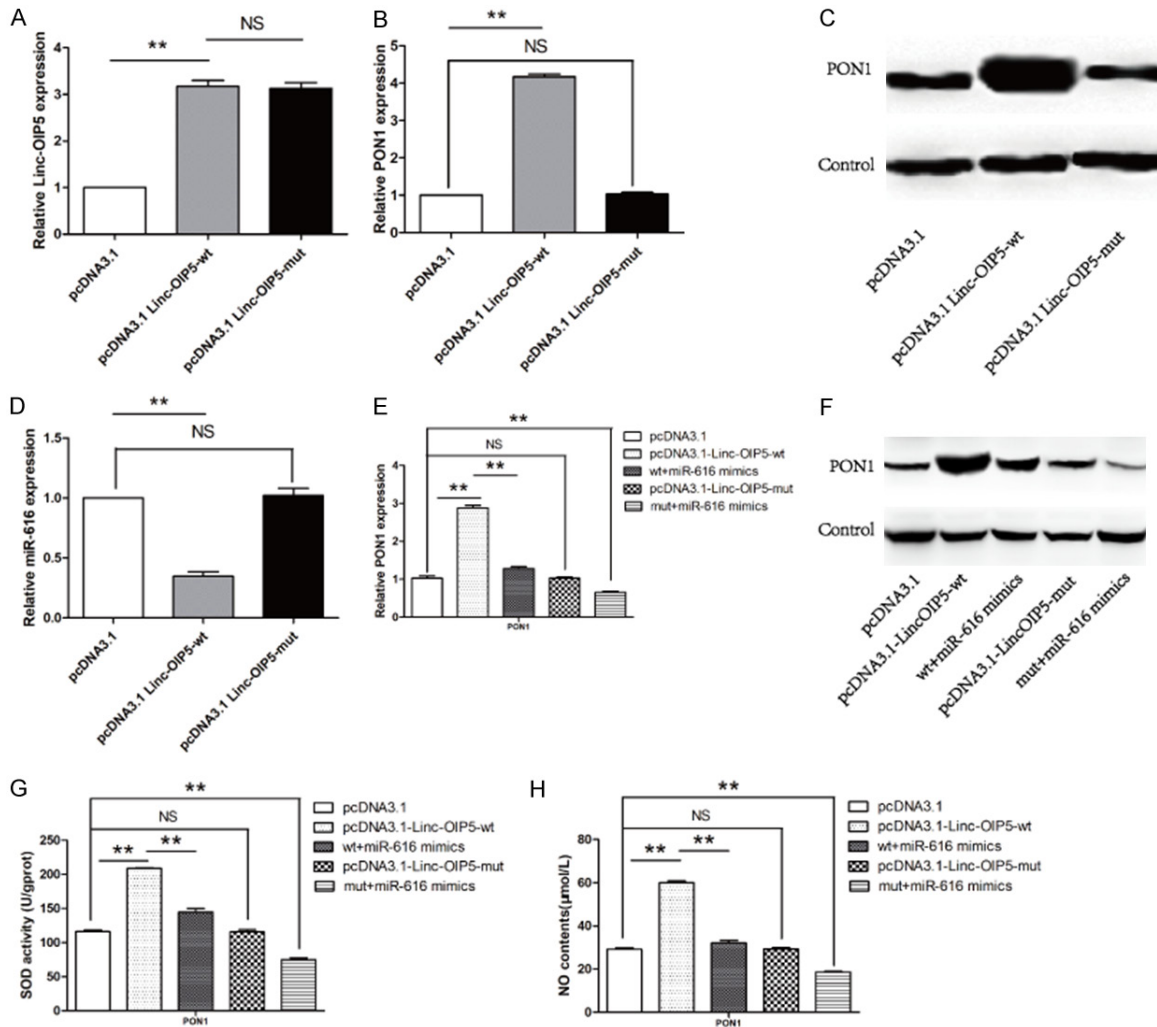 A
NS
**
Relative Linc-OIP5 expression
4
3
2
1
0
pcDNA3.1
pcDNA3.1 Linc-OIP5-wt
pcDNA3.1 Linc-OIP5-mut
B
**
NS
Relative PON1 expression
5
4
3
2
1
0
pcDNA3.1
pcDNA3.1 Linc-OIP5-wt
pcDNA3.1 Linc-OIP5-mut
C
PON1
Control
pcDNA3.1
pcDNA3.1 Linc-OIP5-wt
pcDNA3.1 Linc-OIP5-mut
D
**
NS
Relative miR-616 expression
1.5
1.0
0.5
0.0
pcDNA3.1
pcDNA3.1 Linc-OIP5-wt
pcDNA3.1 Linc-OIP5-mut
E
**
NS
**
**
Relative PON1 expression
4
3
2
1
0
PON1
pcDNA3.1
pcDNA3.1-Linc-OIP5-wt
wt+miR-616 mimics
pcDNA3.1-Linc-OIP5-mut
mut+miR-616 mimics
F
PON1
Control
pcDNA3.1
pcDNA3.1-LincOIP5-wt
wt+miR-616 mimics
pcDNA3.1-LincOIP5-mut
mut+miR-616 mimics
G
**
NS
**
**
SOD activity (U/gprot)
250
200
150
100
50
0
PON1
pcDNA3.1
pcDNA3.1-Linc-OIP5-wt
wt+miR-616 mimics
pcDNA3.1-Linc-OIP5-mut
mut+miR-616 mimics
H
**
NS
**
**
NO contents(μmol/L)
80
60
40
20
0
PON1
pcDNA3.1
pcDNA3.1-Linc-OIP5-wt
wt+miR-616 mimics
pcDNA3.1-Linc-OIP5-mut
mut+miR-616 mimics